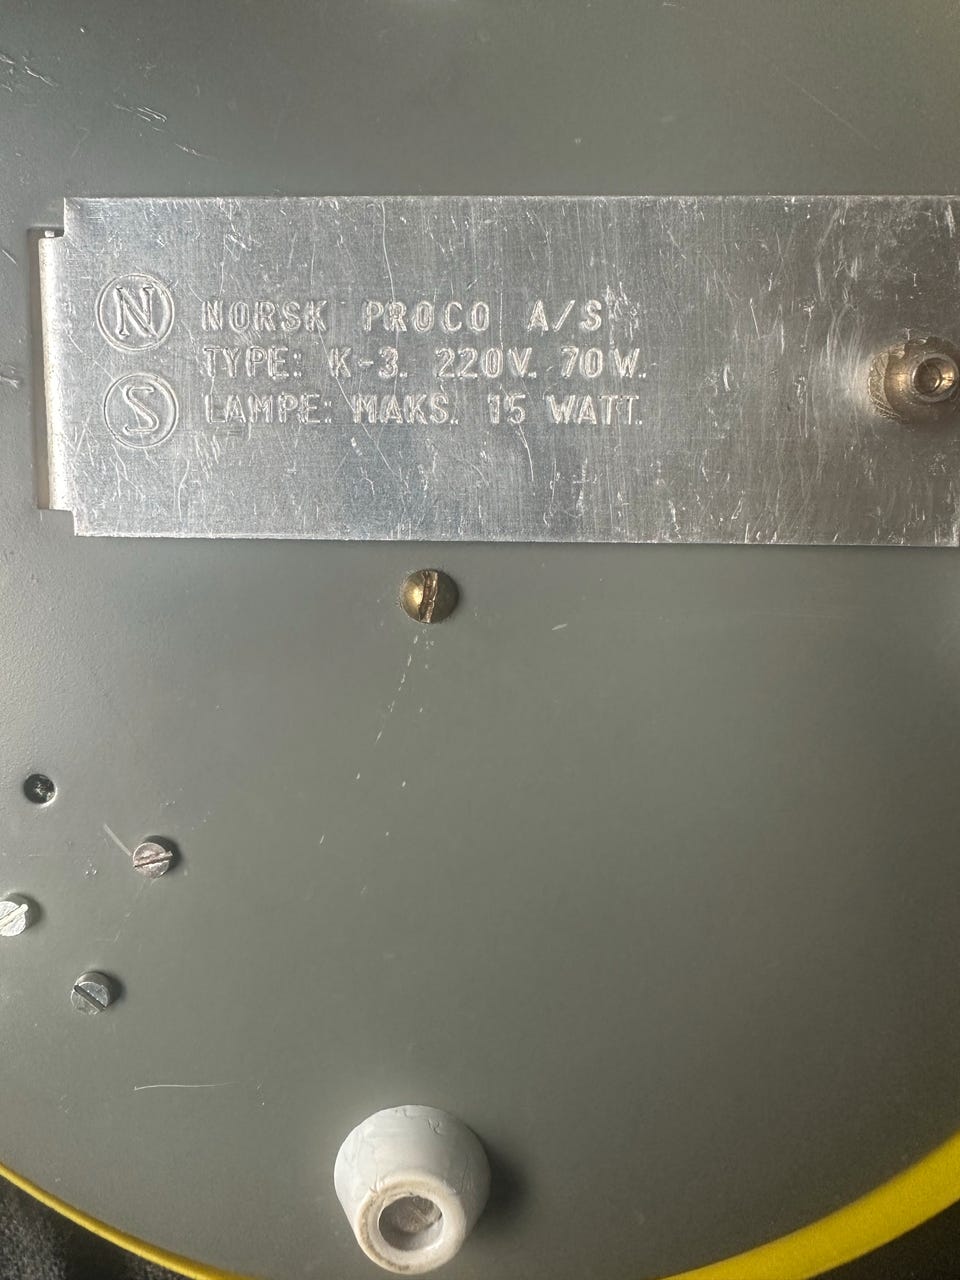 N NORSK PROCO A/S
TYPE: K-3. 220V. 70W.
S LAMPE: MAKS. 15 WATT.